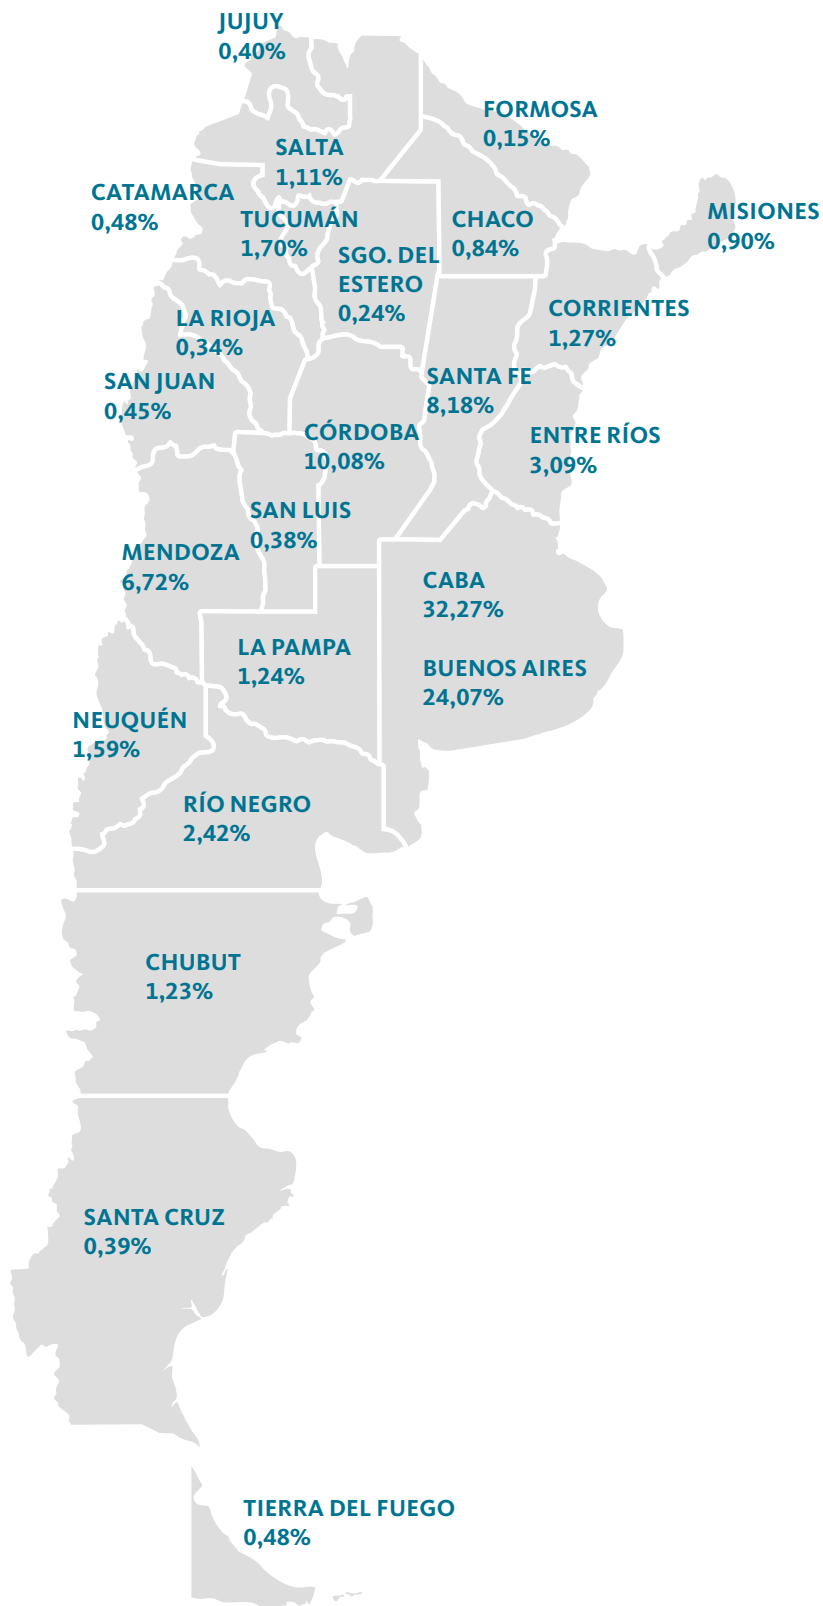 JUJUY
0,40%
FORMOSA
0,15%
SALTA
1,11%
CATAMARCA
0,48%
MISIONES
0,90%
TUCUMÁN
1,70%
CHACO
0,84%
SGO. DEL
ESTERO
0,24%
CORRIENTES
1,27%
LA RIOJA
0,34%
SANTA FE
8,18%
SAN JUAN
0,45%
CÓRDOBA
10,08%
ENTRE RÍOS
3,09%
SAN LUIS
0,38%
MENDOZA
6,72%
CABA
32,27%
LA PAMPA
1,24%
BUENOS AIRES
24,07%
NEUQUÉN
1,59%
RÍO NEGRO
2,42%
CHUBUT
1,23%
SANTA CRUZ
0,39%
TIERRA DEL FUEGO
0,48%